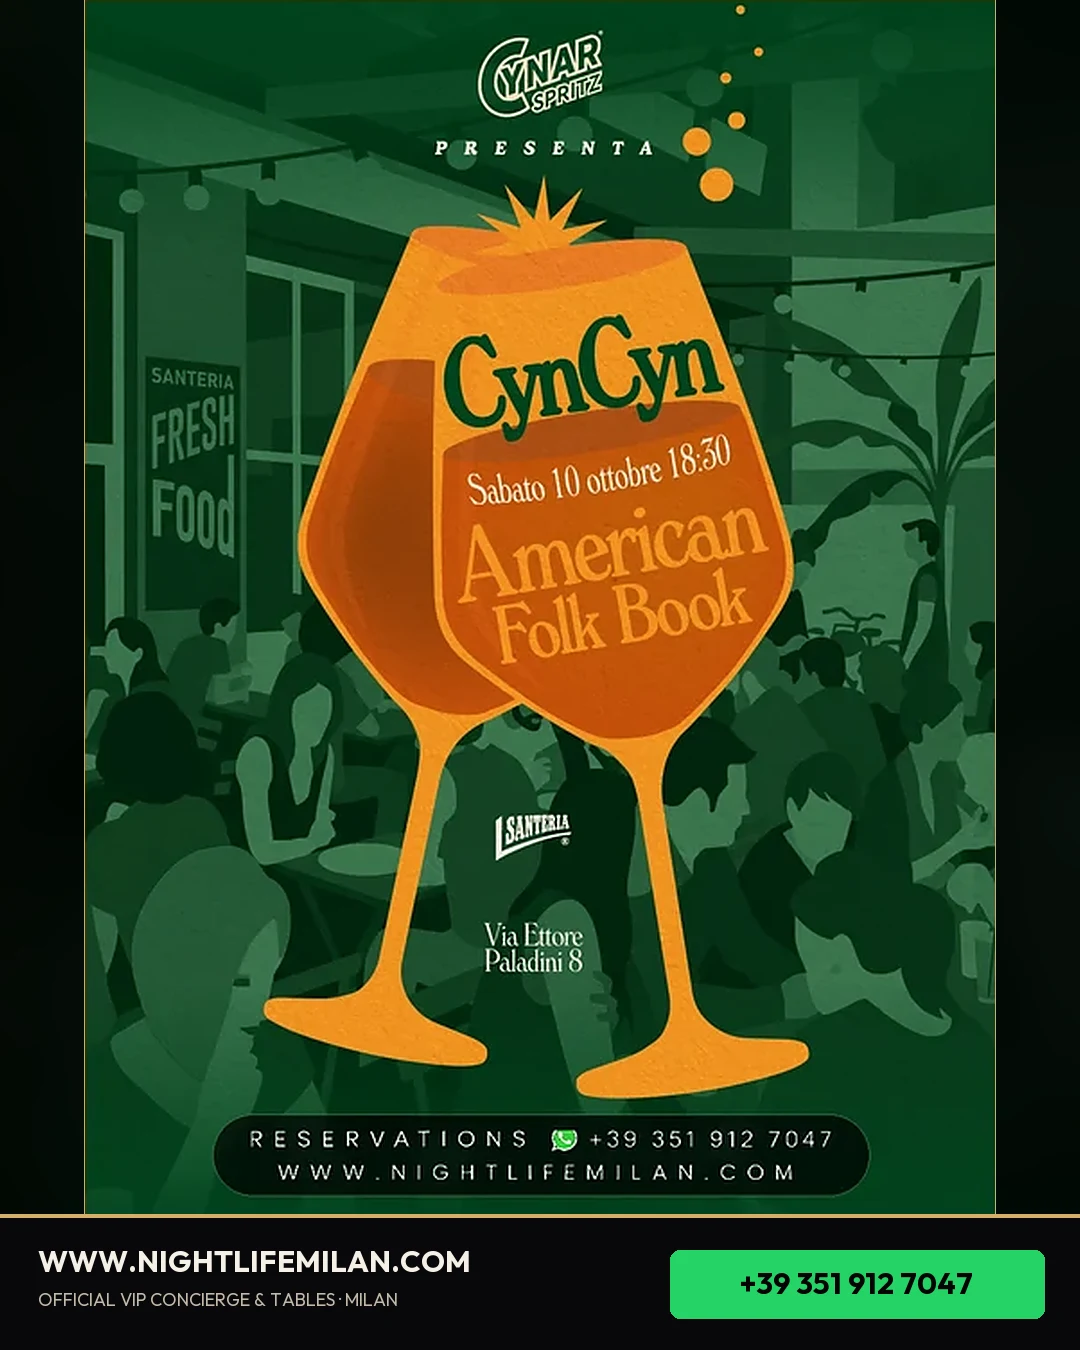 CYNAR
SPRITZ
PRESENTA
CynCyn
Sabato 10 ottobre 18:30
American
Folk Book
SANTERIA
FRESH
FOOd
SANTERIA®
Via Ettore
Paladini 8
RESERVATIONS +39 351 912 7047
WWW.NIGHTLIFEMILAN.COM
WWW.NIGHTLIFEMILAN.COM
OFFICIAL VIP CONCIERGE & TABLES · MILAN
+39 351 912 7047